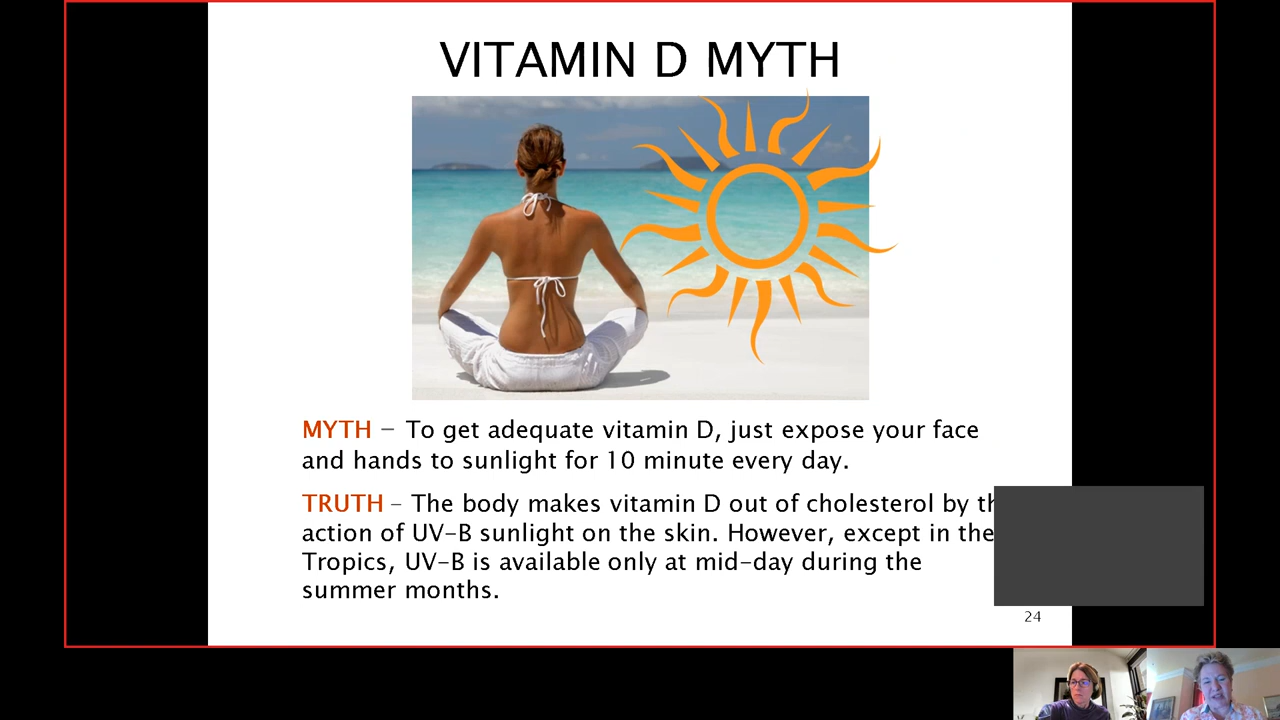 VITAMIN D MYTH
MYTH – To get adequate vitamin D, just expose your face
and hands to sunlight for 10 minute every day.
TRUTH – The body makes vitamin D out of cholesterol by
action of UV-B sunlight on the skin. However, except in the
Tropics, UV-B is available only at mid-day during the
summer months.
24